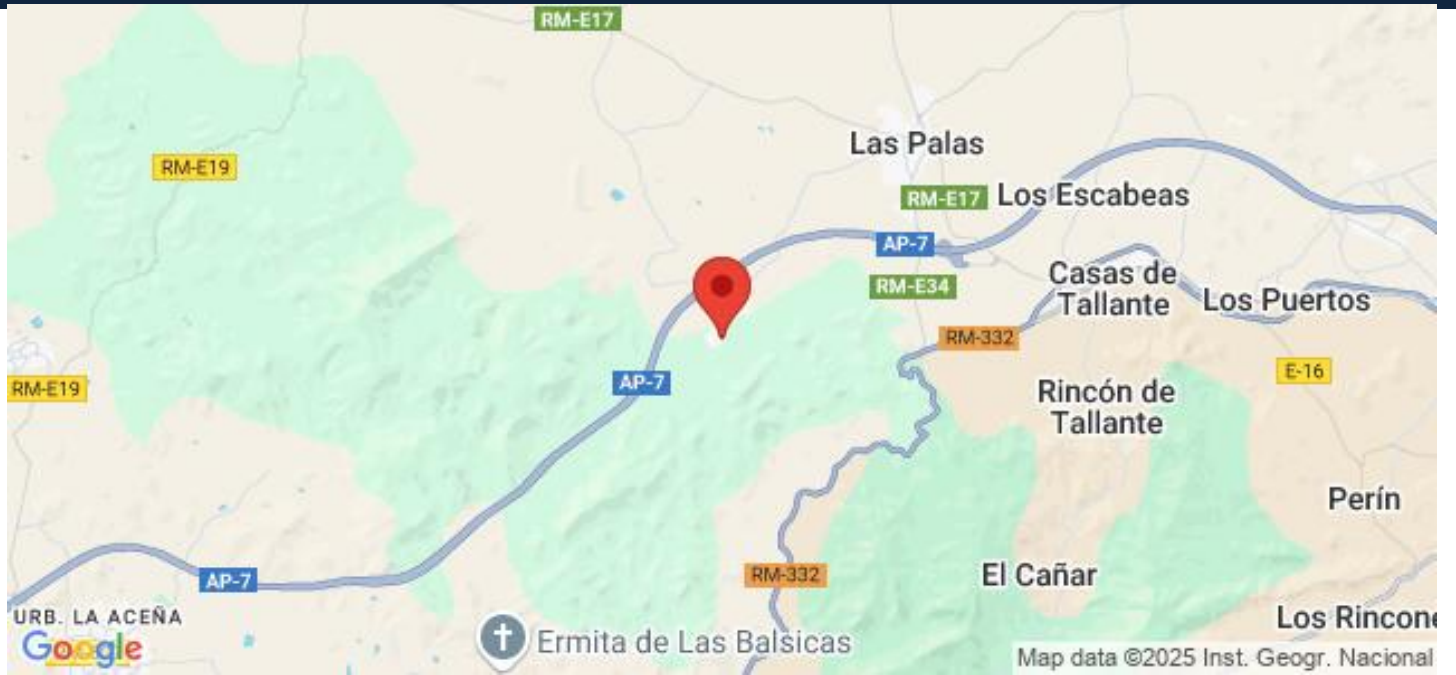 RM-E17
Las Palas
RM-E19
RM-E17
Los Escabeas
AP-7
Casas de
Tallante
RM-E34
Los Puertos
RM-332
E-16
AP-7
RM-E19
Rincón de
Tallante
Perín
RM-332
El Cañar
AP-7
URB. LA ACEÑA
Los Rincone
Ermita de Las Balsicas
Google
Map data ©2025 Inst. Geogr. Nacional